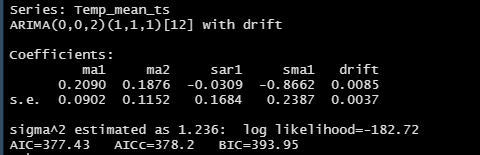 Series: Temp_mean_ts
ARIMA(0,0,2)(1,1,1)[12] with drift
Coefficients:
ma1 ma2 sar1 sma1 drift
0.2090 0.1876 -0.0309 -0.8662 0.0085
s.e. 0.0902 0.1152 0.1684 0.2387 0.0037
sigma^2 estimated as 1.236: log likelihood=-182.72
AIC=377.43 AICc=378.2 BIC=393.95